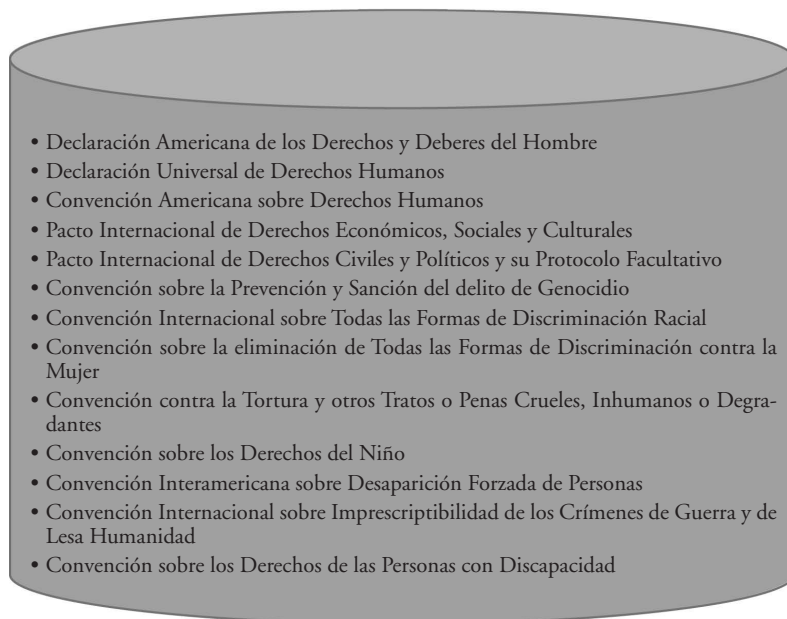 • Declaración Americana de los Derechos y Deberes del Hombre
• Declaración Universal de Derechos Humanos
• Convención Americana sobre Derechos Humanos
• Pacto Internacional de Derechos Económicos, Sociales y Culturales
• Pacto Internacional de Derechos Civiles y Políticos y su Protocolo Facultativo
• Convención sobre la Prevención y Sanción del delito de Genocidio
• Convención Internacional sobre Todas las Formas de Discriminación Racial
• Convención sobre la eliminación de Todas las Formas de Discriminación contra la
Mujer
• Convención contra la Tortura y otros Tratos o Penas Crueles, Inhumanos o Degra-
dantes
• Convención sobre los Derechos del Niño
• Convención Interamericana sobre Desaparición Forzada de Personas
• Convención Internacional sobre Imprescriptibilidad de los Crímenes de Guerra y de
Lesa Humanidad
• Convención sobre los Derechos de las Personas con Discapacidad